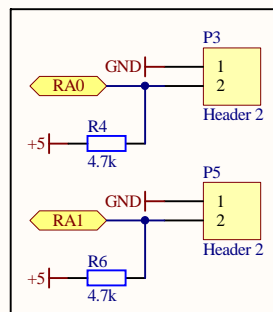 P3
GND
1
RA0
2
Header 2
R4
+5
4.7k
P5
GND
1
RA1
2
Header 2
R6
+5
4.7k